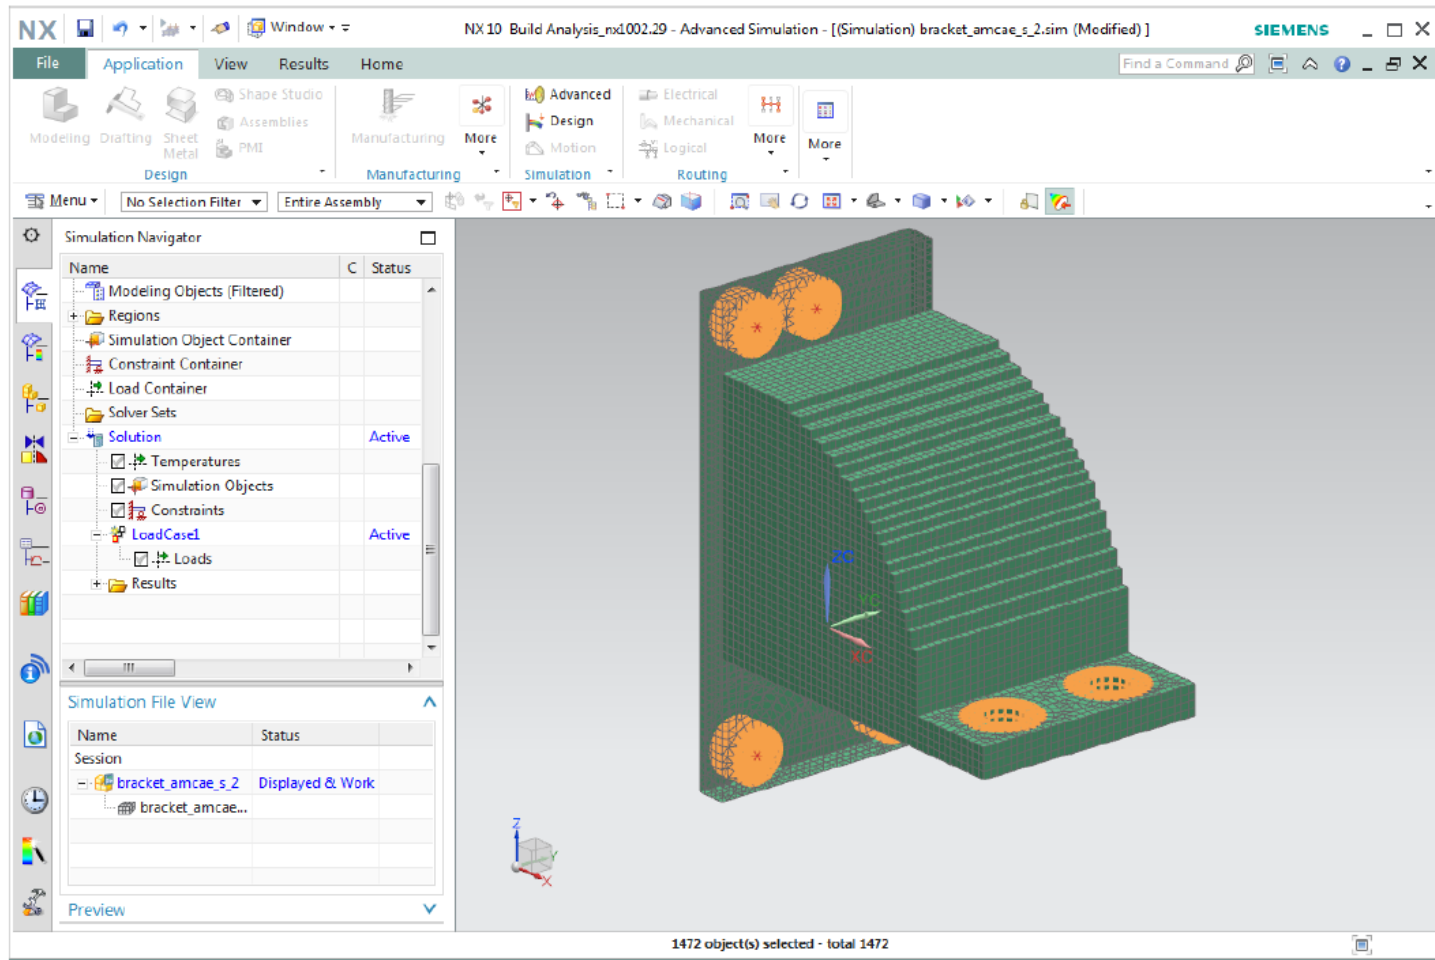 NX Window NX 10 Build Analysis_nx1002.29 - Advanced Simulation - [(Simulation) bracket_amcae_s_2.sim (Modified) ] SIEMENS
File Application View Results Home Find a Command
Shape Studio Advanced Electrical
Assemblies Design Mechanical
Modeling Drafting Sheet Metal PMI Manufacturing More Motion Logical More More
Design Manufacturing Simulation Routing
Menu No Selection Filter Entire Assembly
Simulation Navigator
Name C Status
Modeling Objects (Filtered)
Regions
Simulation Object Container
Constraint Container
Load Container
Solver Sets
Solution Active
Temperatures
Simulation Objects
Constraints
LoadCase1 Active
Loads
Results
Simulation File View
Name Status
Session
bracket_amcae_s_2 Displayed & Work
bracket_amcae...
Preview
ZC
YC
XC
Z
Y
X
1472 object(s) selected - total 1472